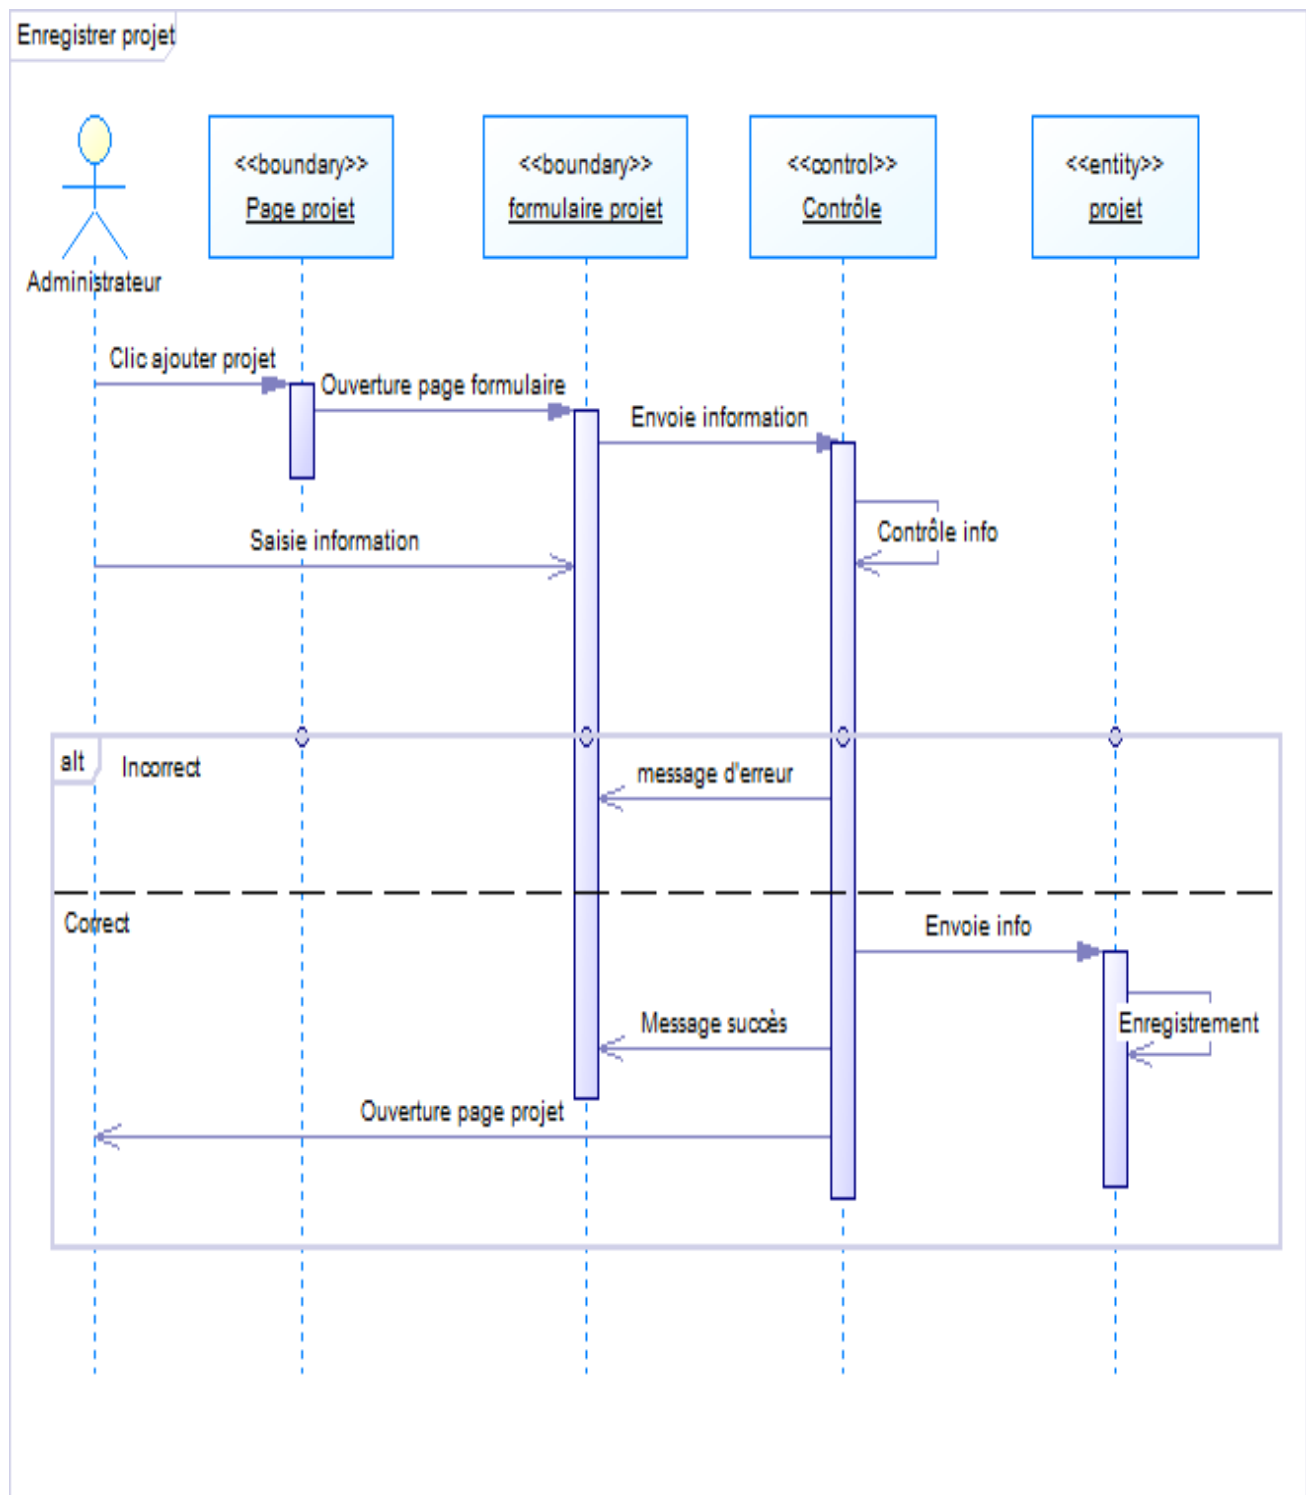 Enregistrer projet
<<boundary>>
Page projet
<<boundary>>
formulaire projet
<<control>>
Contrôle
<<entity>>
projet
Administrateur
Clic ajouter projet
Ouverture page formulaire
Envoie information
Contrôle info
Saisie information
alt
Incorrect
message d'erreur
Correct
Envoie info
Message succès
Enregistrement
Ouverture page projet